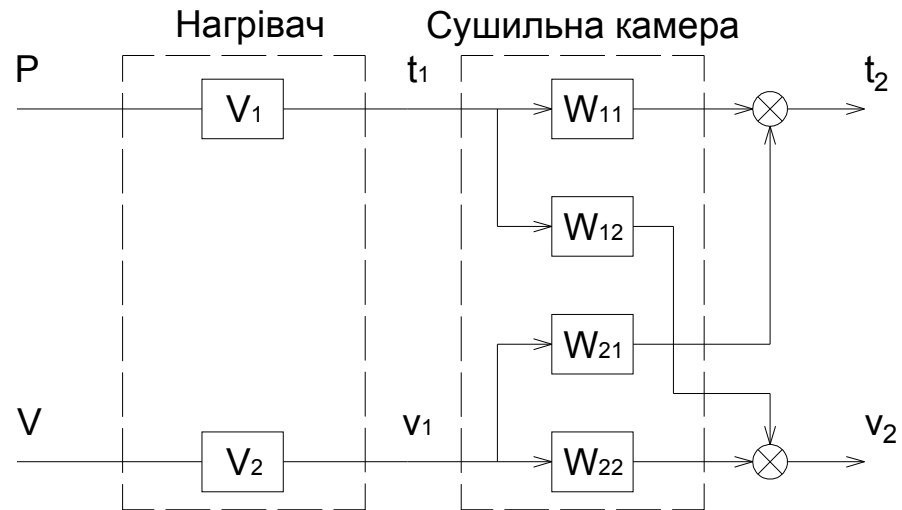 Нагрівач Сушильна камера
P t₁ t₂
V₁ W₁₁
W₁₂
W₂₁
V v₁ v₂
V₂ W₂₂